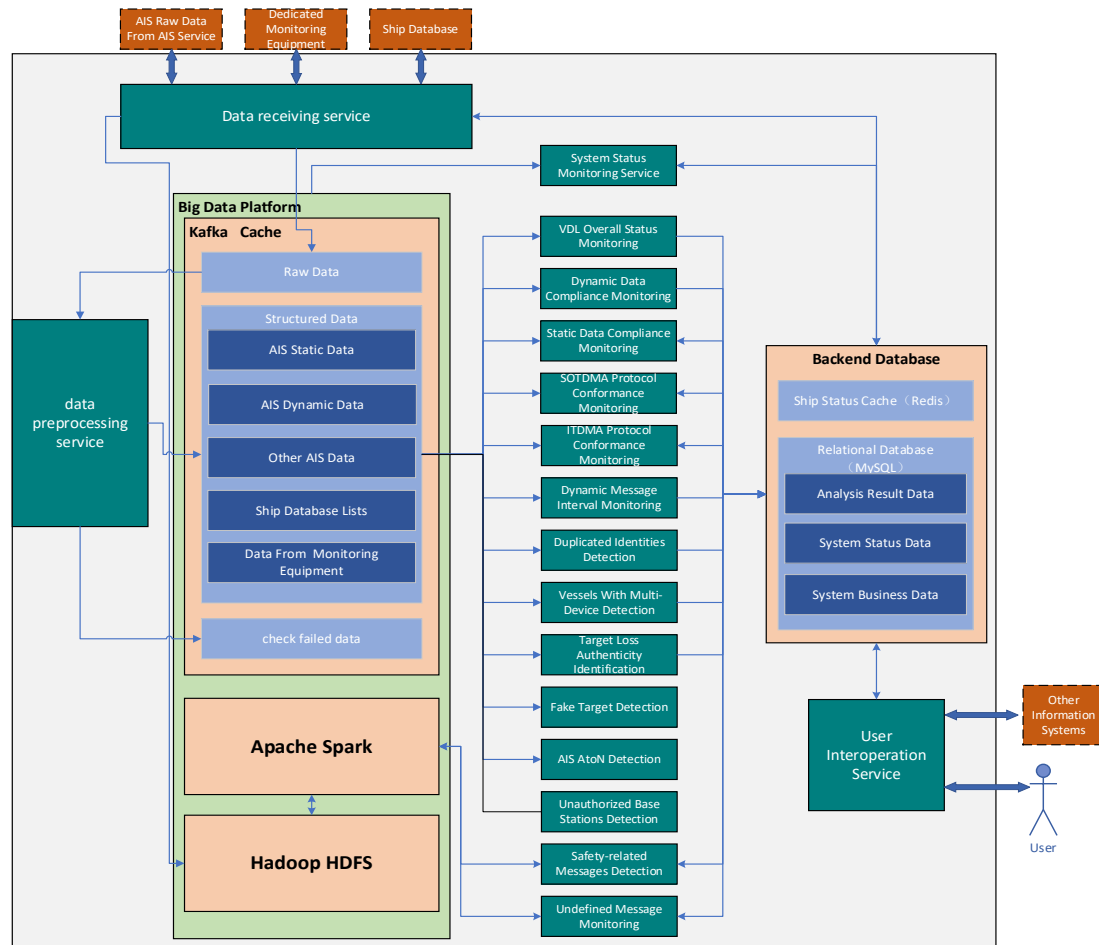 AIS Raw Data
From AIS Service
Dedicated
Monitoring
Equipment
Ship Database
Data receiving service
System Status
Monitoring Service
Big Data Platform
Kafka Cache
Raw Data
Structured Data
AIS Static Data
AIS Dynamic Data
Other AIS Data
Ship Database Lists
Data From Monitoring
Equipment
check failed data
data
preprocessing
service
Apache Spark
Hadoop HDFS
VDL Overall Status
Monitoring
Dynamic Data
Compliance Monitoring
Static Data Compliance
Monitoring
SOTDMA Protocol
Conformance
Monitoring
ITDMA Protocol
Conformance
Monitoring
Dynamic Message
Interval Monitoring
Duplicated Identities
Detection
Vessels With Multi-
Device Detection
Target Loss
Authenticity
Identification
Fake Target Detection
AIS AtoN Detection
Unauthorized Base
Stations Detection
Safety-related
Messages Detection
Undefined Message
Monitoring
Backend Database
Ship Status Cache（Redis）
Relational Database
（MySQL）
Analysis Result Data
System Status Data
System Business Data
User
Interoperation
Service
Other
Information
Systems
User